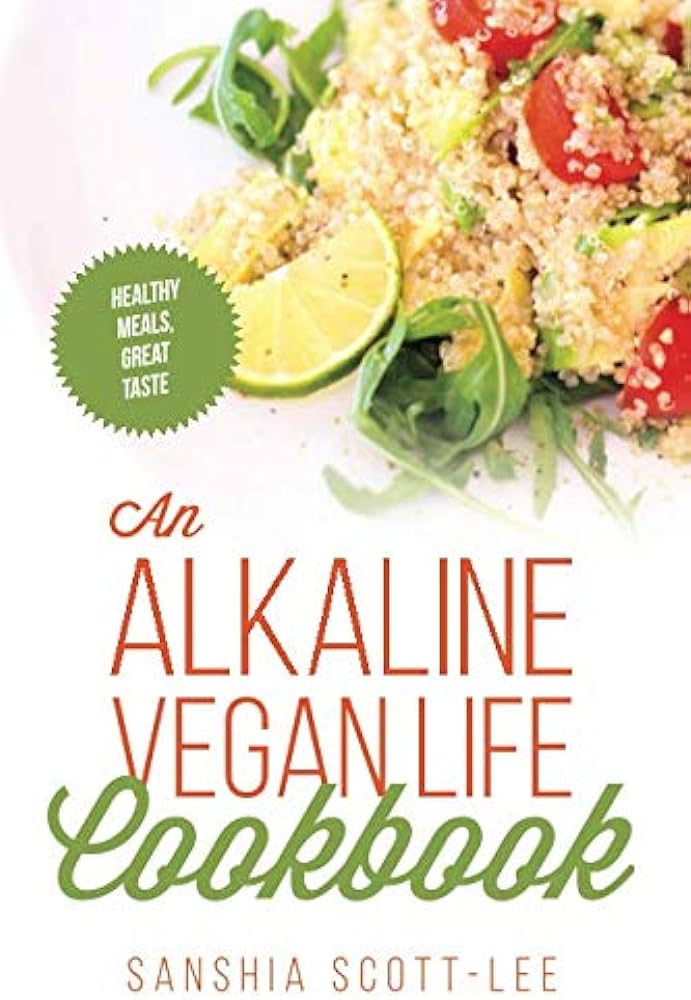 HEALTHY
MEALS,
GREAT
TASTE
An
ALKALINE
VEGAN LIFE
Cookbook
SANSHIA SCOTT-LEE